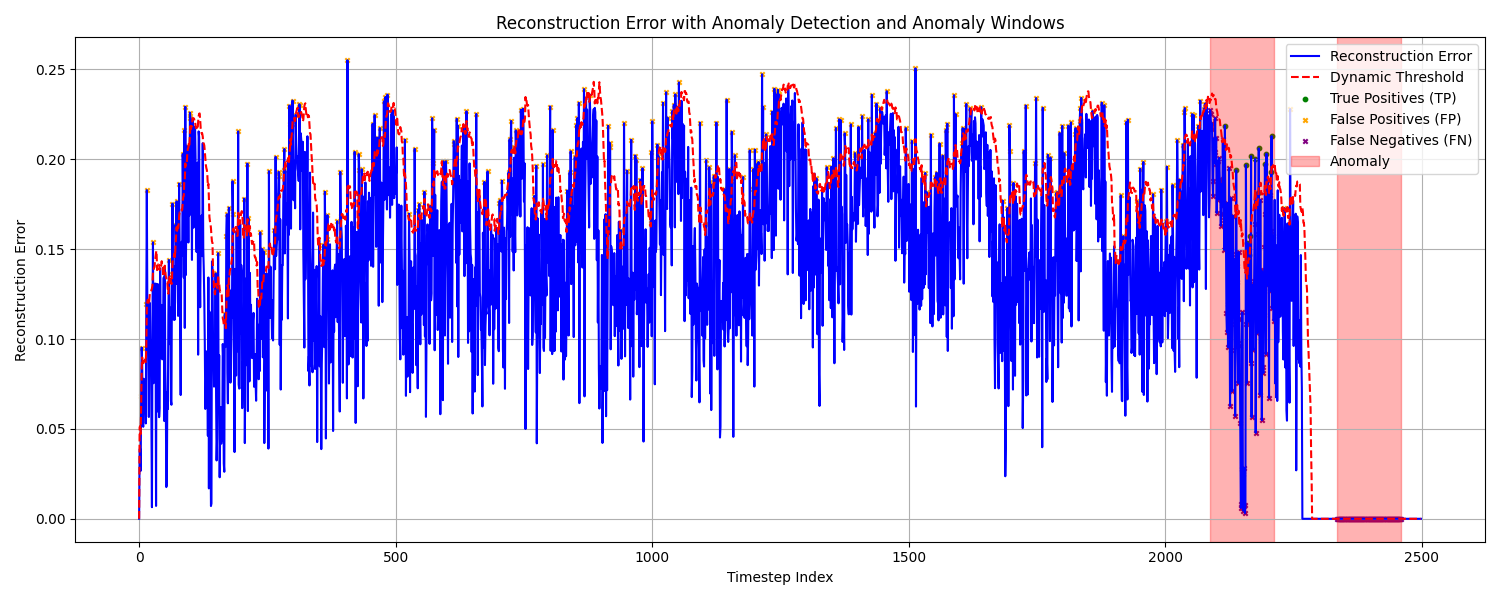 Reconstruction Error with Anomaly Detection and Anomaly Windows
Reconstruction Error
0.25
0.20
0.15
0.10
0.05
0.00
Reconstruction Error
Dynamic Threshold
True Positives (TP)
False Positives (FP)
False Negatives (FN)
Anomaly
0
500
1000
1500
2000
2500
Timestep Index